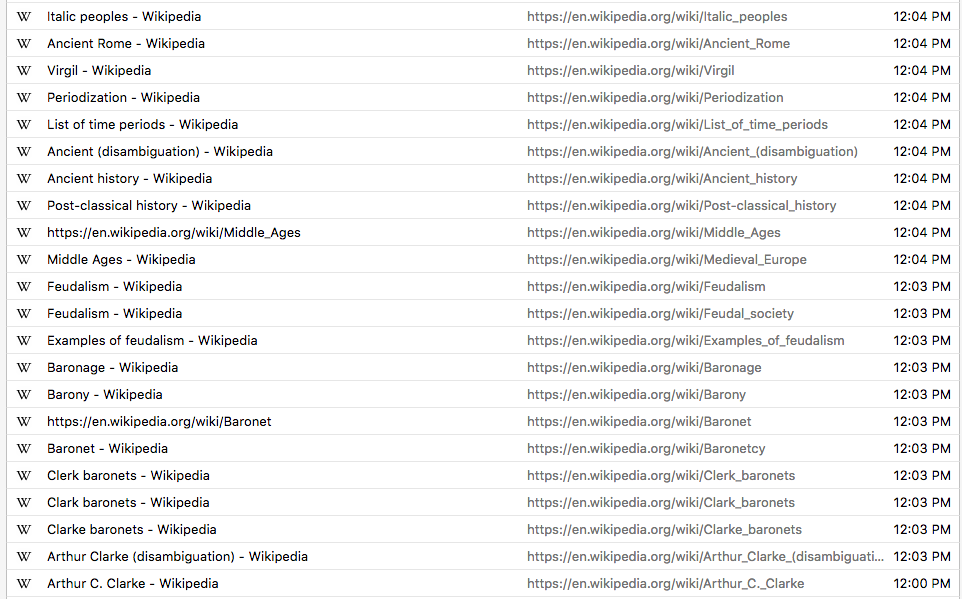 W Italic peoples - Wikipedia https://en.wikipedia.org/wiki/Italic_peoples 12:04 PM
W Ancient Rome - Wikipedia https://en.wikipedia.org/wiki/Ancient_Rome 12:04 PM
W Virgil - Wikipedia https://en.wikipedia.org/wiki/Virgil 12:04 PM
W Periodization - Wikipedia https://en.wikipedia.org/wiki/Periodization 12:04 PM
W List of time periods - Wikipedia https://en.wikipedia.org/wiki/List_of_time_periods 12:04 PM
W Ancient (disambiguation) - Wikipedia https://en.wikipedia.org/wiki/Ancient_(disambiguation) 12:04 PM
W Ancient history - Wikipedia https://en.wikipedia.org/wiki/Ancient_history 12:04 PM
W Post-classical history - Wikipedia https://en.wikipedia.org/wiki/Post-classical_history 12:04 PM
W https://en.wikipedia.org/wiki/Middle_Ages https://en.wikipedia.org/wiki/Middle_Ages 12:04 PM
W Middle Ages - Wikipedia https://en.wikipedia.org/wiki/Medieval_Europe 12:04 PM
W Feudalism - Wikipedia https://en.wikipedia.org/wiki/Feudalism 12:03 PM
W Feudalism - Wikipedia https://en.wikipedia.org/wiki/Feudal_society 12:03 PM
W Examples of feudalism - Wikipedia https://en.wikipedia.org/wiki/Examples_of_feudalism 12:03 PM
W Baronage - Wikipedia https://en.wikipedia.org/wiki/Baronage 12:03 PM
W Barony - Wikipedia https://en.wikipedia.org/wiki/Barony 12:03 PM
W https://en.wikipedia.org/wiki/Baronet https://en.wikipedia.org/wiki/Baronet 12:03 PM
W Baronet - Wikipedia https://en.wikipedia.org/wiki/Baronetcy 12:03 PM
W Clerk baronets - Wikipedia https://en.wikipedia.org/wiki/Clerk_baronets 12:03 PM
W Clark baronets - Wikipedia https://en.wikipedia.org/wiki/Clark_baronets 12:03 PM
W Clarke baronets - Wikipedia https://en.wikipedia.org/wiki/Clarke_baronets 12:03 PM
W Arthur Clarke (disambiguation) - Wikipedia https://en.wikipedia.org/wiki/Arthur_Clarke_(disambiguati... 12:03 PM
W Arthur C. Clarke - Wikipedia https://en.wikipedia.org/wiki/Arthur_C._Clarke 12:00 PM